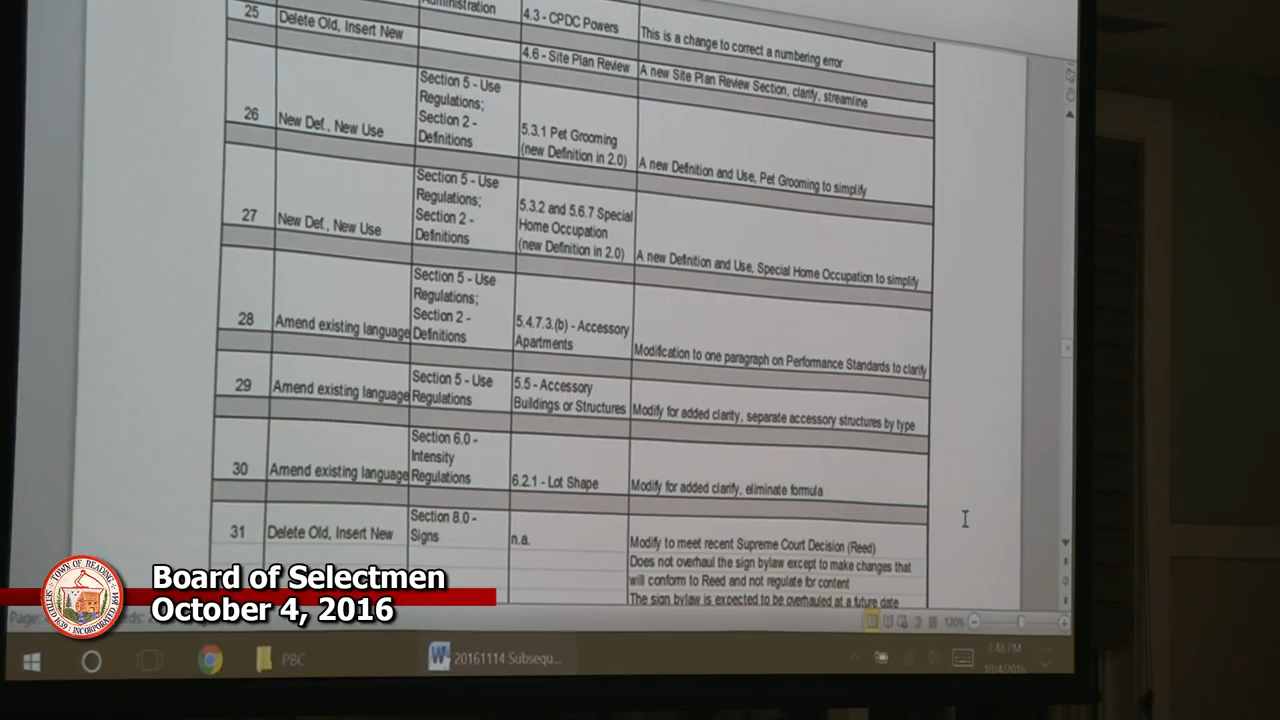 25
Delete Old, Insert New
4.3 - CPDC Powers
This is a change to correct a numbering error
4.6 - Site Plan Review
A new Site Plan Review Section, clarify, streamline
26
New Def., New Use
Section 5 - Use
Regulations;
Section 2 -
Definitions
5.3.1 Pet Grooming
(new Definition in 2.0)
A new Definition and Use, Pet Grooming to simplify
27
New Def., New Use
Section 5 - Use
Regulations;
Section 2 -
Definitions
5.3.2 and 5.6.7 Special
Home Occupation
(new Definition in 2.0)
A new Definition and Use, Special Home Occupation to simplify
28
Amend existing language
Section 5 - Use
Regulations;
Section 2 -
Definitions
5.4.7.3.(b) - Accessory
Apartments
Modification to one paragraph on Performance Standards to clarify
29
Amend existing language
Section 5 - Use
Regulations
5.5 - Accessory
Buildings or Structures
Modify for added clarity, separate accessory structures by type
30
Amend existing language
Section 6.0 -
Intensity
Regulations
6.2.1 - Lot Shape
Modify for added clarify, eliminate formula
31
Delete Old, Insert New
Section 8.0 -
Signs
n.a.
Modify to meet recent Supreme Court Decision (Reed)
Does not overhaul the sign bylaw except to make changes that
will conform to Reed and not regulate for content
The sign bylaw is expected to be overhauled at a future date
TOWN OF READING
SETTLED 1639 · INCORPORATED 1644
Board of Selectmen
October 4, 2016
120%
PBC
20161114 Subsequ...
7:48 PM
10/4/2016